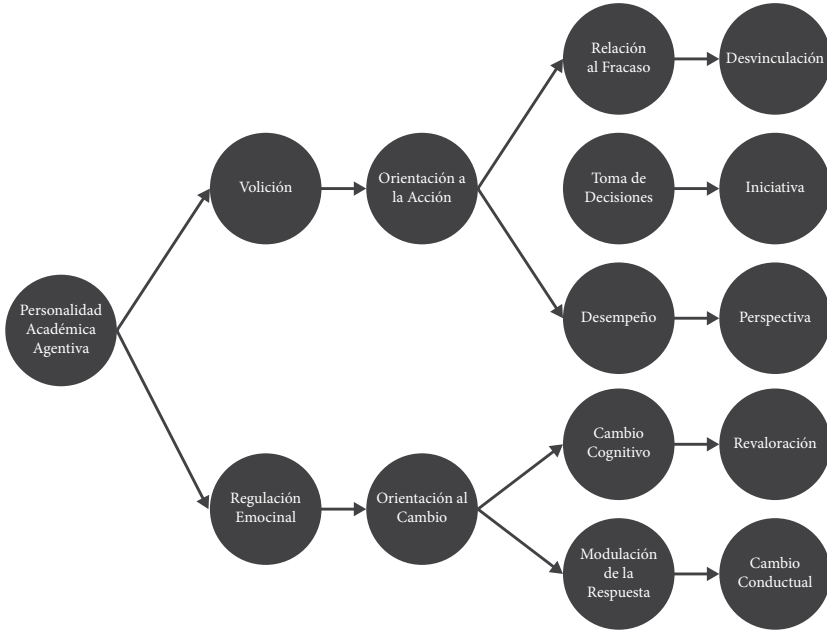 Relación
al Fracaso
Desvinculación
Volición
Orientación a
la Acción
Toma de
Decisiones
Iniciativa
Personalidad
Académica
Agentiva
Desempeño
Perspectiva
Cambio
Cognitivo
Revaloración
Regulación
Emocinal
Orientación al
Cambio
Modulación
de la
Respuesta
Cambio
Conductual